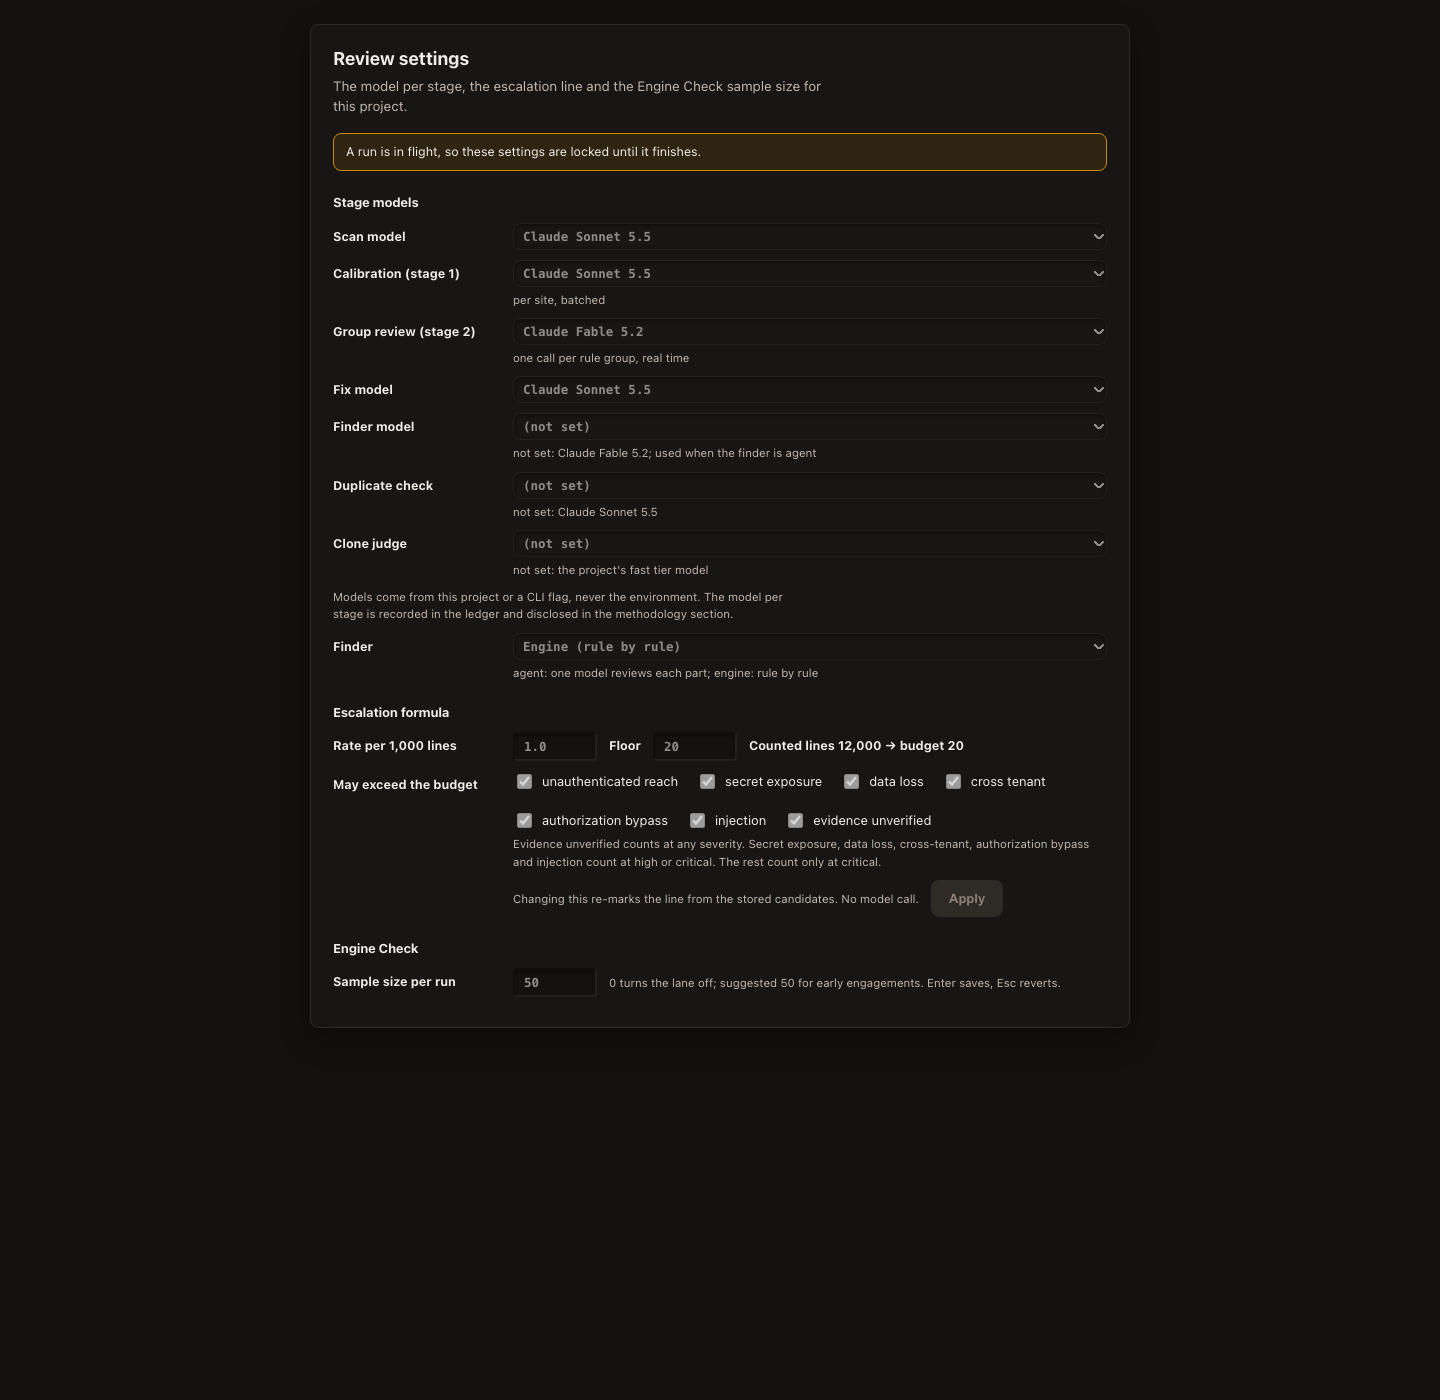 Review settings
The model per stage, the escalation line and the Engine Check sample size for
this project.
A run is in flight, so these settings are locked until it finishes.
Stage models
Scan model Claude Sonnet 5.5
Calibration (stage 1) Claude Sonnet 5.5
per site, batched
Group review (stage 2) Claude Fable 5.2
one call per rule group, real time
Fix model Claude Sonnet 5.5
Finder model (not set)
not set: Claude Fable 5.2; used when the finder is agent
Duplicate check (not set)
not set: Claude Sonnet 5.5
Clone judge (not set)
not set: the project's fast tier model
Models come from this project or a CLI flag, never the environment. The model per
stage is recorded in the ledger and disclosed in the methodology section.
Finder Engine (rule by rule)
agent: one model reviews each part; engine: rule by rule
Escalation formula
Rate per 1,000 lines 1.0 Floor 20 Counted lines 12,000 → budget 20
May exceed the budget unauthenticated reach secret exposure data loss cross tenant
authorization bypass injection evidence unverified
Evidence unverified counts at any severity. Secret exposure, data loss, cross-tenant, authorization bypass
and injection count at high or critical. The rest count only at critical.
Changing this re-marks the line from the stored candidates. No model call. Apply
Engine Check
Sample size per run 50 0 turns the lane off; suggested 50 for early engagements. Enter saves, Esc reverts.